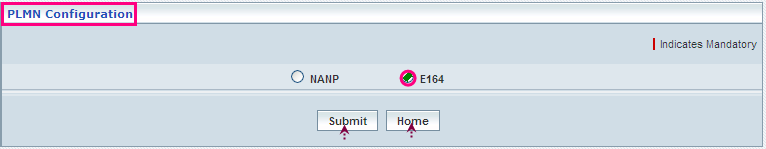 PLMN Configuration
Indicates Mandatory
NANP E164
Submit Home